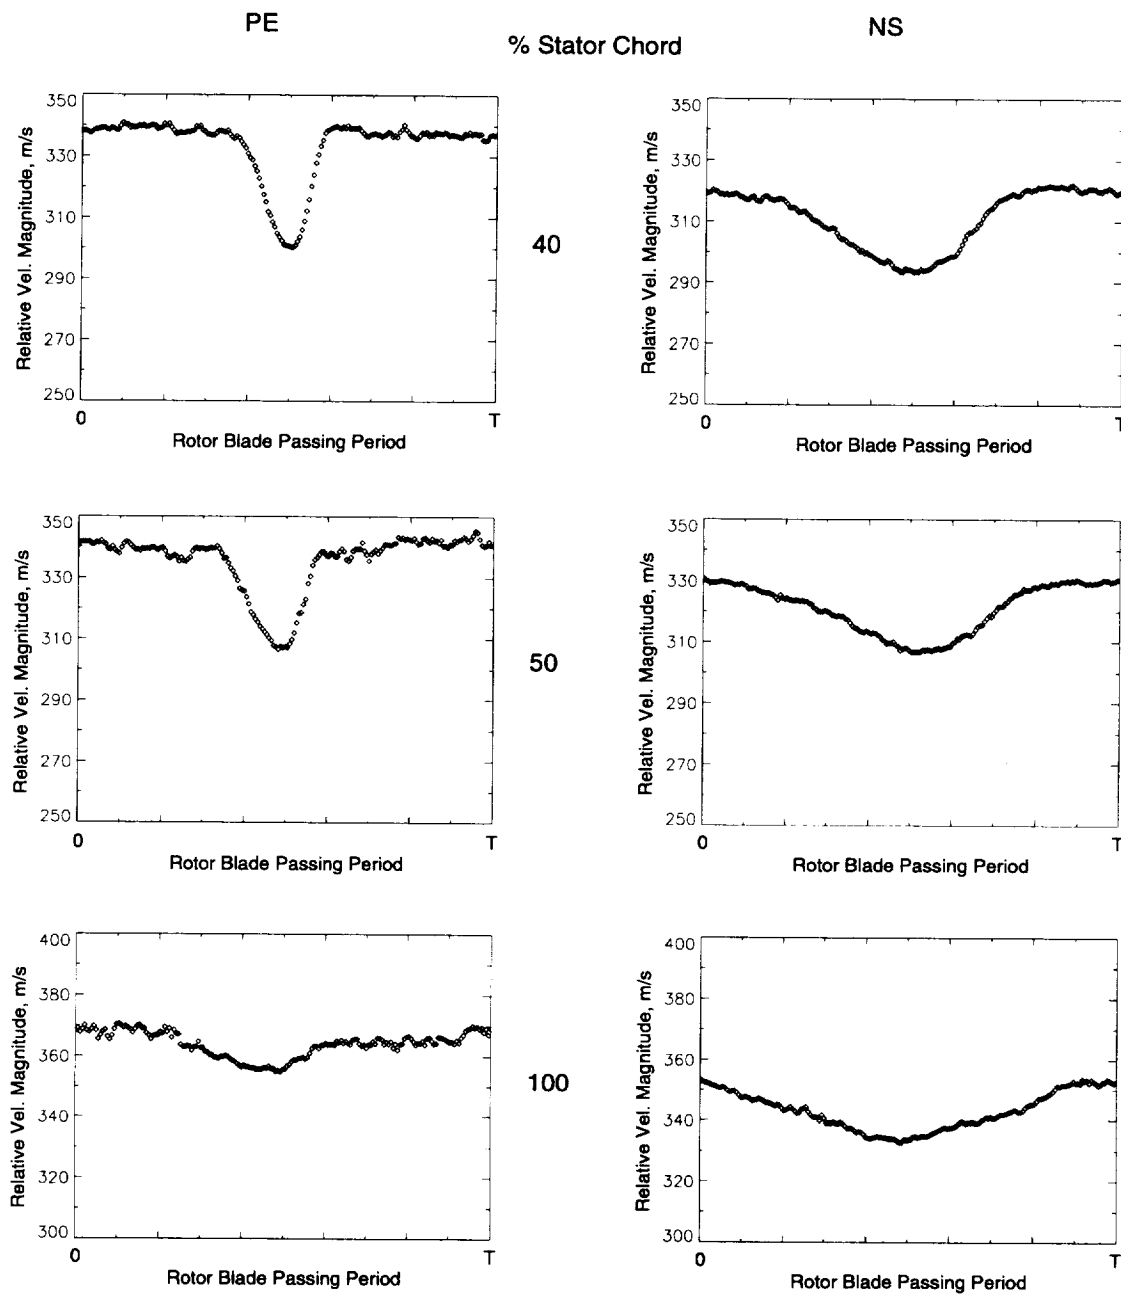 PE
NS
% Stator Chord
350
330
310
290
270
250
Relative Vel. Magnitude, m/s
0
T
Rotor Blade Passing Period
40
350
330
310
290
270
250
Relative Vel. Magnitude, m/s
0
T
Rotor Blade Passing Period
350
330
310
290
270
250
Relative Vel. Magnitude, m/s
0
T
Rotor Blade Passing Period
50
350
330
310
290
270
250
Relative Vel. Magnitude, m/s
0
T
Rotor Blade Passing Period
400
380
360
340
320
300
Relative Vel. Magnitude, m/s
0
T
Rotor Blade Passing Period
100
400
380
360
340
320
300
Relative Vel. Magnitude, m/s
0
T
Rotor Blade Passing Period